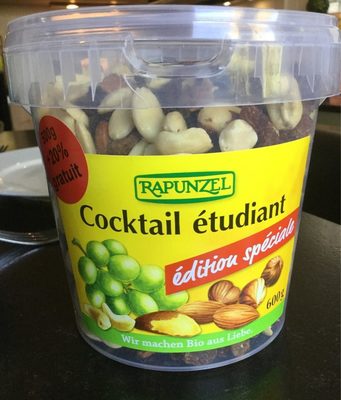 500g
+20%
gratuit
RAPUNZEL
Cocktail étudiant
édition spéciale
600g
Wir machen Bio aus Liebe.